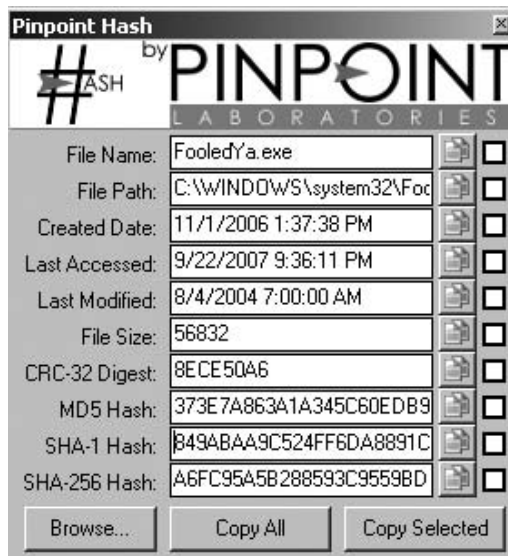 Pinpoint Hash
#ASH by PINPOINT
LABORATORIES
File Name: FooledYa.exe
File Path: C:\WINDOWS\system32\Foo
Created Date: 11/1/2006 1:37:38 PM
Last Accessed: 9/22/2007 9:36:11 PM
Last Modified: 8/4/2004 7:00:00 AM
File Size: 56832
CRC-32 Digest: 8ECE50A6
MD5 Hash: 373E7A863A1A345C60EDB9
SHA-1 Hash: 849ABAA9C524FF6DA8891C
SHA-256 Hash: A6FC95A5B288593C9559BD
Browse... Copy All Copy Selected